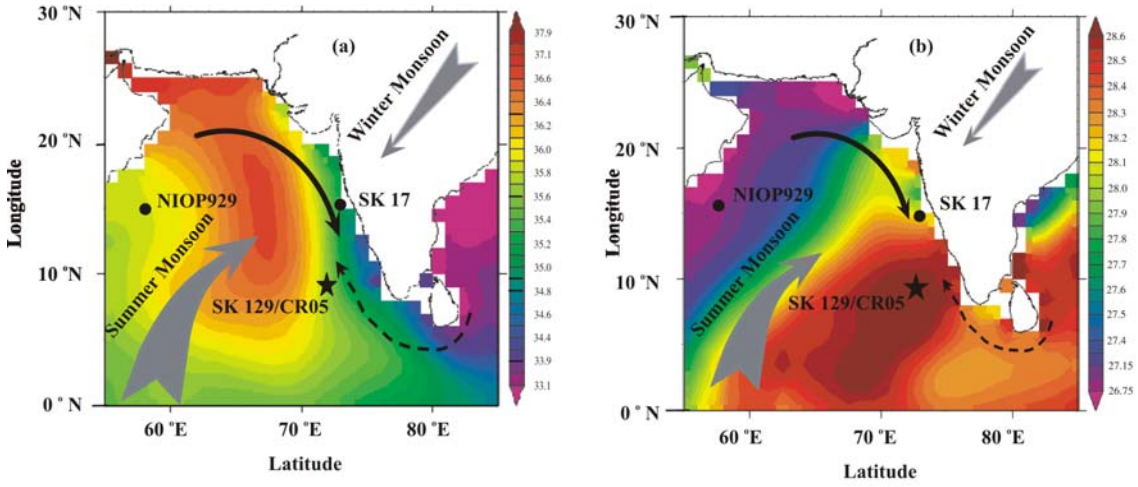 30 °N
20 °N
10 °N
0 °N
Longitude
(a)
Winter Monsoon
NIOP929
SK 17
Summer Monsoon
SK 129/CR05
60 °E
70 °E
80 °E
Latitude
37.9
37.1
36.6
36.4
36.2
36.0
35.8
35.6
35.4
35.2
35.0
34.8
34.6
34.3
33.9
33.1
30 °N
20 °N
10 °N
0 °N
Longitude
(b)
Winter Monsoon
NIOP929
SK 17
Summer Monsoon
SK 129/CR05
60 °E
70 °E
80 °E
Latitude
28.6
28.5
28.4
28.3
28.2
28.1
28.0
27.9
27.8
27.7
27.6
27.5
27.4
27.15
26.75